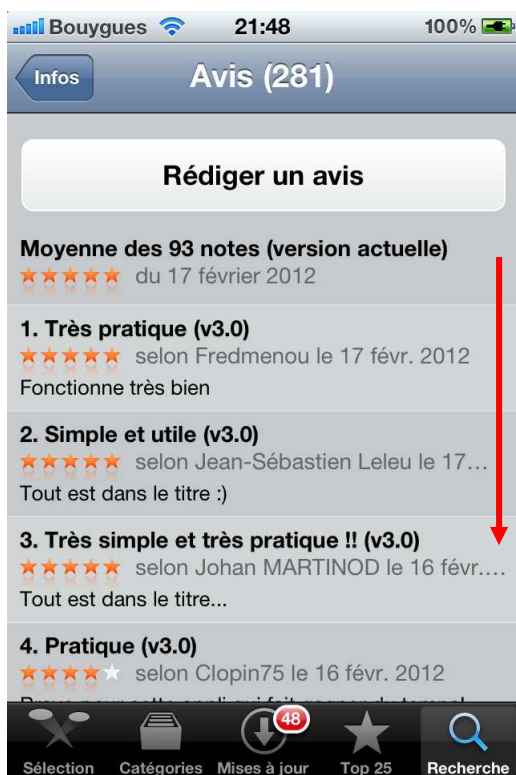 Bouygues 21:48 100%
Infos Avis (281)
Rédiger un avis
Moyenne des 93 notes (version actuelle)
du 17 février 2012
1. Très pratique (v3.0)
selon Fredmenou le 17 févr. 2012
Fonctionne très bien
2. Simple et utile (v3.0)
selon Jean-Sébastien Leleu le 17…
Tout est dans le titre :)
3. Très simple et très pratique !! (v3.0)
selon Johan MARTINOD le 16 févr.…
Tout est dans le titre...
4. Pratique (v3.0)
selon Clopin75 le 16 févr. 2012
48
Sélection Catégories Mises à jour Top 25 Recherche